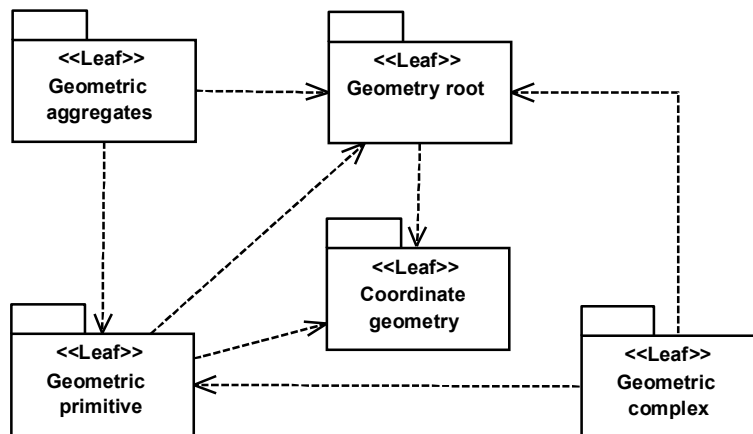 <<Leaf>>
Geometric
aggregates
<<Leaf>>
Geometry root
<<Leaf>>
Coordinate
geometry
<<Leaf>>
Geometric
primitive
<<Leaf>>
Geometric
complex